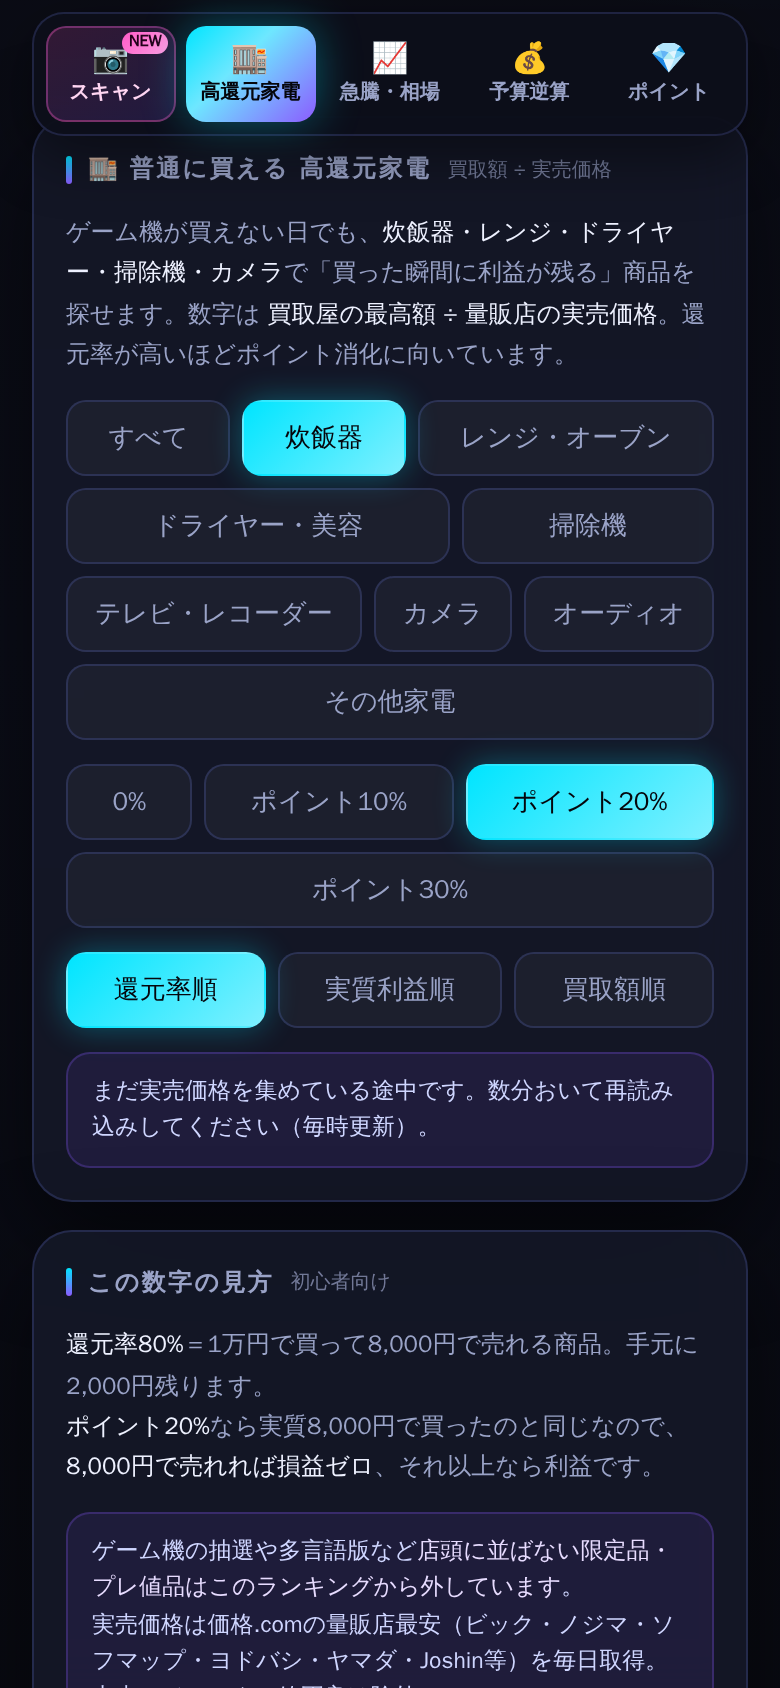 NEW
スキャン
高還元家電
急騰・相場
予算逆算
ポイント
普通に買える 高還元家電 買取額 ÷ 実売価格
ゲーム機が買えない日でも、炊飯器・レンジ・ドライヤ
ー・掃除機・カメラで「買った瞬間に利益が残る」商品を
探せます。数字は 買取屋の最高額 ÷ 量販店の実売価格。還
元率が高いほどポイント消化に向いています。
すべて
炊飯器
レンジ・オーブン
ドライヤー・美容
掃除機
テレビ・レコーダー
カメラ
オーディオ
その他家電
0%
ポイント10%
ポイント20%
ポイント30%
還元率順
実質利益順
買取額順
まだ実売価格を集めている途中です。数分おいて再読み
込みしてください（毎時更新）。
この数字の見方 初心者向け
還元率80%＝1万円で買って8,000円で売れる商品。手元に
2,000円残ります。
ポイント20%なら実質8,000円で買ったのと同じなので、
8,000円で売れれば損益ゼロ、それ以上なら利益です。
ゲーム機の抽選や多言語版など店頭に並ばない限定品・
プレ値品はこのランキングから外しています。
実売価格は価格.comの量販店最安（ビック・ノジマ・ソ
フマップ・ヨドバシ・ヤマダ・Joshin等）を毎日取得。